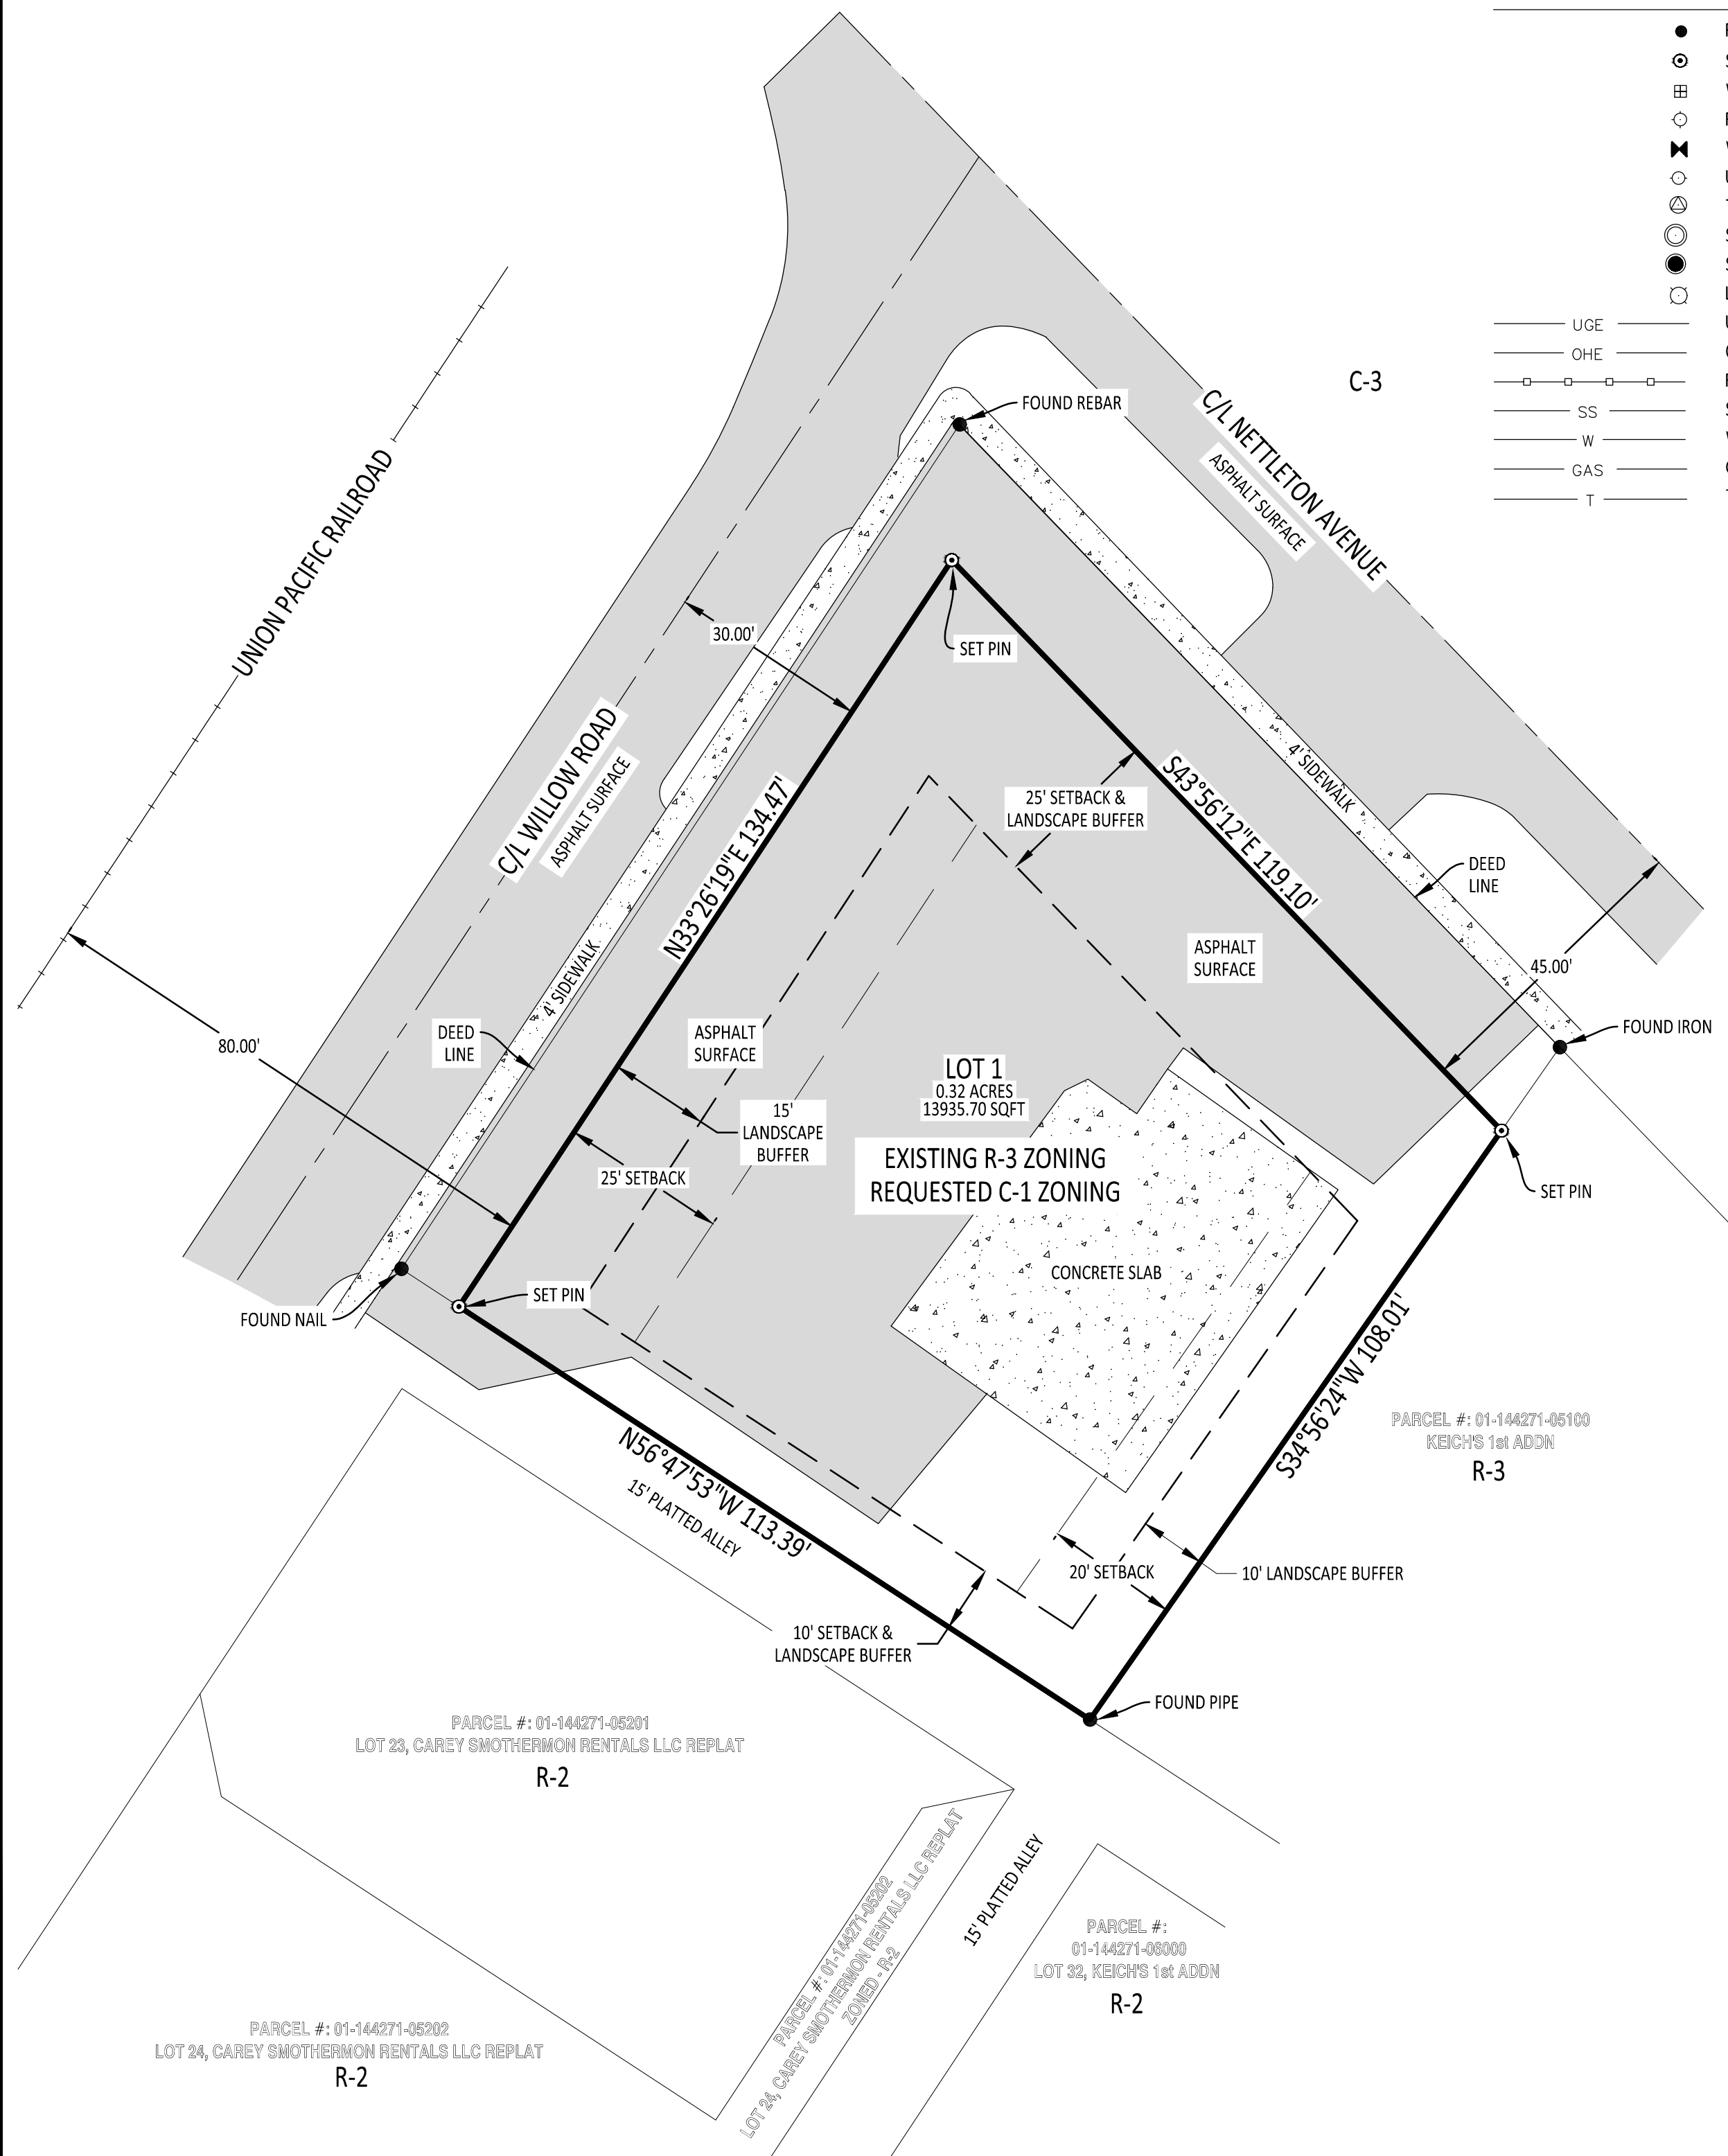 UGE
OHE
SS
W
GAS
T
C-3
FOUND REBAR
C/L NETTLETON AVENUE
ASPHALT SURFACE
UNION PACIFIC RAILROAD
30.00'
SET PIN
C/L WILLOW ROAD
ASPHALT SURFACE
25' SETBACK &
LANDSCAPE BUFFER
S43°56'12"E 119.10'
4' SIDEWALK
N33°26'19"E 134.47'
DEED
LINE
ASPHALT
SURFACE
45.00'
4' SIDEWALK
FOUND IRON
DEED
LINE
80.00'
ASPHALT
SURFACE
LOT 1
0.32 ACRES
13935.70 SQFT
15'
LANDSCAPE
BUFFER
EXISTING R-3 ZONING
REQUESTED C-1 ZONING
25' SETBACK
SET PIN
CONCRETE SLAB
SET PIN
FOUND NAIL
S34°56'24"W 108.01'
PARCEL #: 01-144271-05100
KEICH'S 1st ADDN
R-3
N56°47'53"W 113.39'
15' PLATTED ALLEY
20' SETBACK
10' LANDSCAPE BUFFER
10' SETBACK &
LANDSCAPE BUFFER
FOUND PIPE
PARCEL #: 01-144271-05201
LOT 23, CAREY SMOTHERMON RENTALS LLC REPLAT
R-2
PARCEL #: 01-144271-05202
LOT 24, CAREY SMOTHERMON RENTALS LLC REPLAT
ZONED - R-2
15' PLATTED ALLEY
PARCEL #:
01-144271-06000
LOT 32, KEICH'S 1st ADDN
R-2
PARCEL #: 01-144271-05202
LOT 24, CAREY SMOTHERMON RENTALS LLC REPLAT
R-2